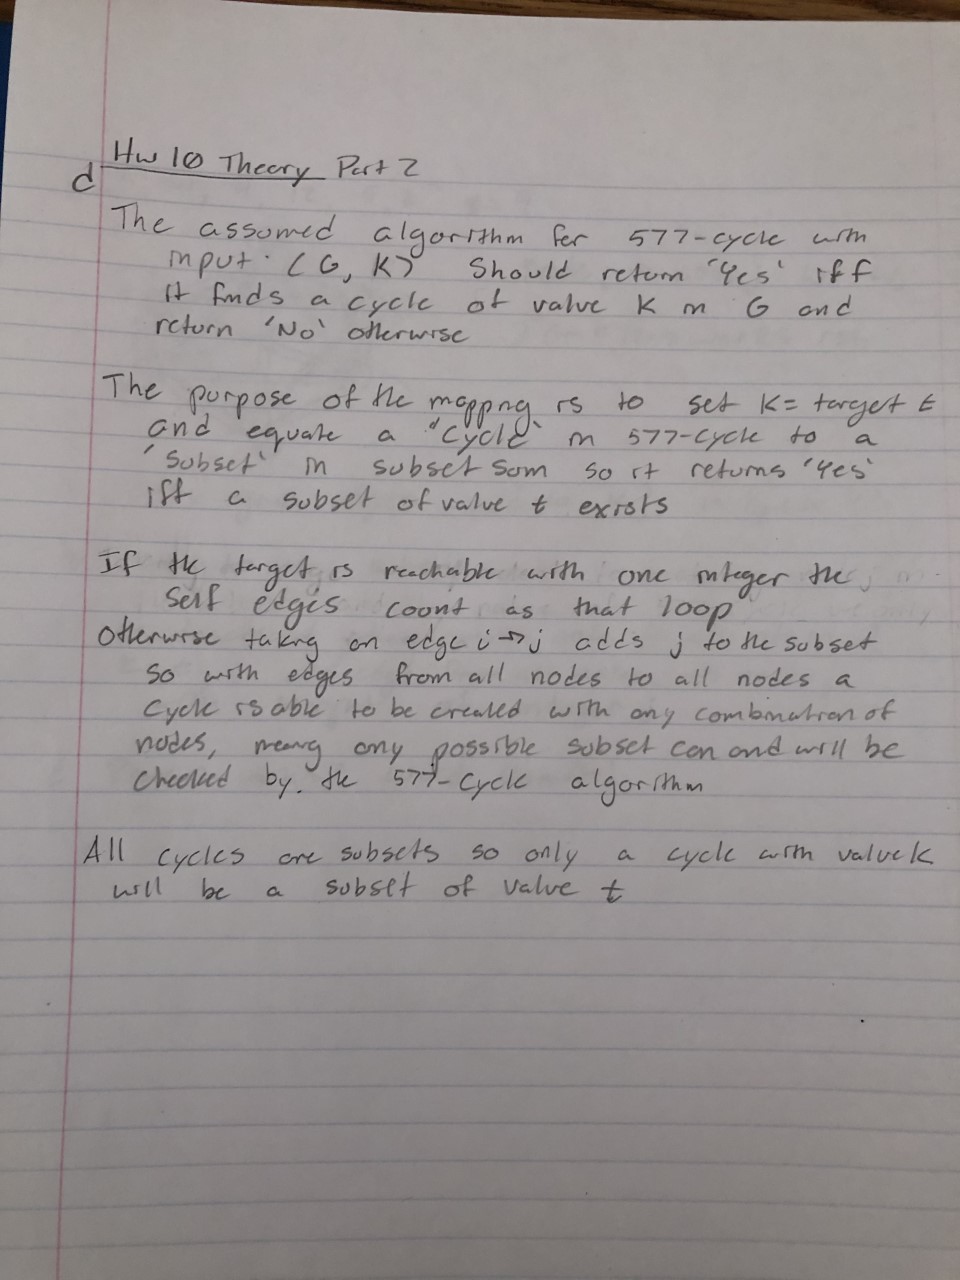 Hw 10 Theory Part 2
d
The assumed algorithm for 577-cycle with
input: (G, K) Should return 'Yes' iff
it finds a cycle of value K in G and
return 'No' otherwise
The purpose of the mapping is to set K = target t
and equate a "cycle" in 577-cycle to a
'subset' in subset sum so it returns 'Yes'
iff a subset of value t exists
If the target is reachable with one integer the
self edges count as that loop
Otherwise taking an edge i→j adds j to the subset
so with edges from all nodes to all nodes a
cycle is able to be created with any combination of
nodes, meang any possible subset can and will be
checked by the 577-Cycle algorithm
All cycles are subsets so only a cycle with value K
will be a subset of value t